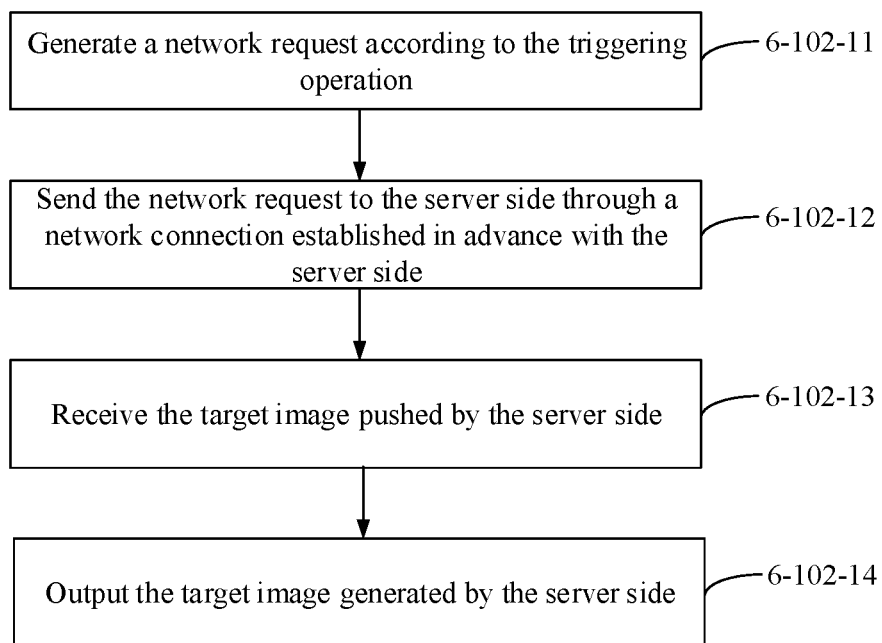 Generate a network request according to the triggering
operation
6-102-11
Send the network request to the server side through a
network connection established in advance with the
server side
6-102-12
Receive the target image pushed by the server side
6-102-13
Output the target image generated by the server side
6-102-14